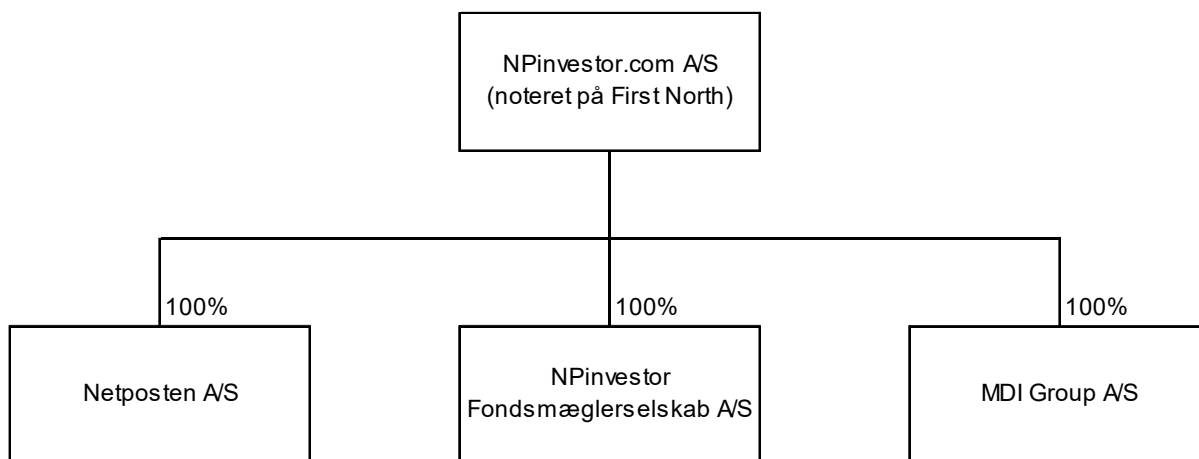 NPinvestor.com A/S
(noteret på First North)
100%
100%
100%
Netposten A/S
NPinvestor
Fondsmæglerselskab A/S
MDI Group A/S